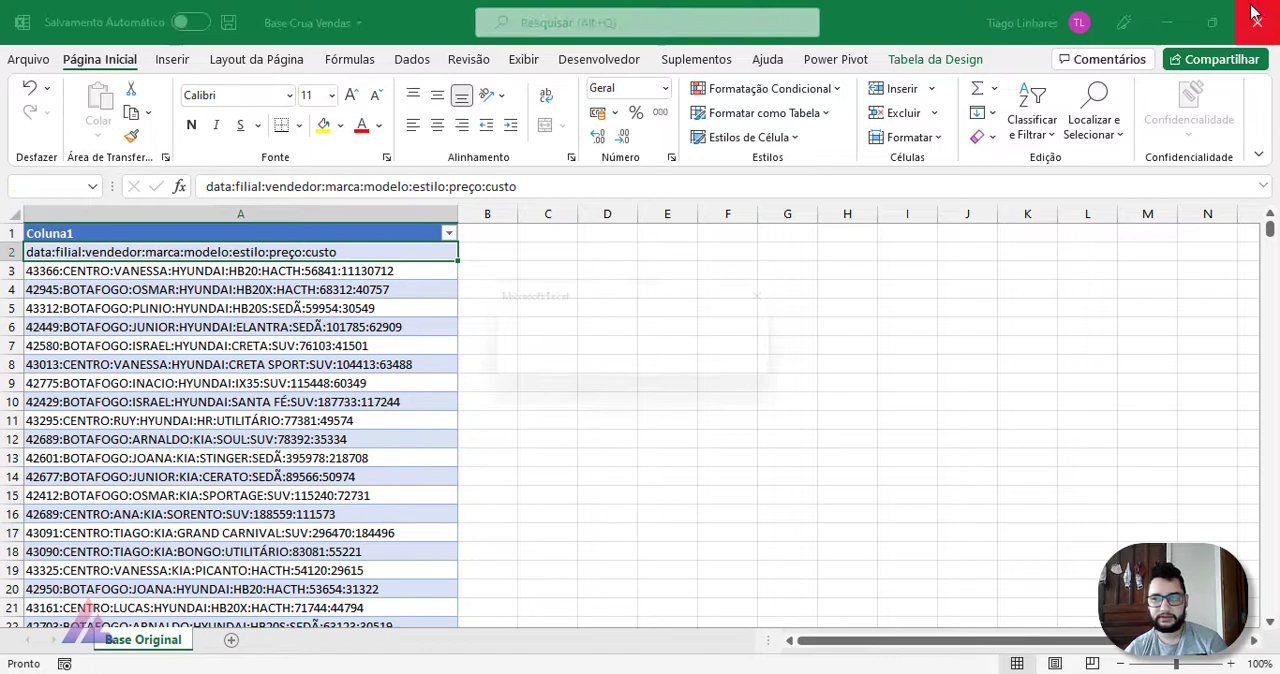 Salvamento Automático
Base Crua Vendas
Pesquisar (Alt+Q)
Tiago Linhares
TL
Arquivo Página Inicial Inserir Layout da Página Fórmulas Dados Revisão Exibir Desenvolvedor Suplementos Ajuda Power Pivot Tabela da Design
Comentários
Compartilhar
Colar
Calibri 11
N I S
A A
Geral
% 000
Formatação Condicional
Formatar como Tabela
Estilos de Célula
Inserir
Excluir
Formatar
Classificar e Filtrar
Localizar e Selecionar
Confidencialidade
Desfazer Área de Transfer... Fonte Alinhamento Número Estilos Células Edição Confidencialidade
fx data:filial:vendedor:marca:modelo:estilo:preço:custo
A B C D E F G H I J K L M N
1 Coluna1
2 data:filial:vendedor:marca:modelo:estilo:preço:custo
3 43366:CENTRO:VANESSA:HYUNDAI:HB20:HACTH:56841:11130712
4 42945:BOTAFOGO:OSMAR:HYUNDAI:HB20X:HACTH:68312:40757
5 43312:BOTAFOGO:PLINIO:HYUNDAI:HB20S:SEDÃ:59954:30549
6 42449:BOTAFOGO:JUNIOR:HYUNDAI:ELANTRA:SEDÃ:101785:62909
7 42580:BOTAFOGO:ISRAEL:HYUNDAI:CRETA:SUV:76103:41501
8 43013:CENTRO:VANESSA:HYUNDAI:CRETA SPORT:SUV:104413:63488
9 42775:BOTAFOGO:INACIO:HYUNDAI:IX35:SUV:115448:60349
10 42429:BOTAFOGO:ISRAEL:HYUNDAI:SANTA FÉ:SUV:187733:117244
11 43295:CENTRO:RUY:HYUNDAI:HR:UTILITÁRIO:77381:49574
12 42689:BOTAFOGO:ARNALDO:KIA:SOUL:SUV:78392:35334
13 42601:BOTAFOGO:JOANA:KIA:STINGER:395978:218708
14 42677:BOTAFOGO:JUNIOR:KIA:CERATO:SEDÃ:89566:50974
15 42412:BOTAFOGO:OSMAR:KIA:SPORTAGE:SUV:115240:72731
16 42689:CENTRO:ANA:KIA:SORENTO:SUV:188559:111573
17 43091:CENTRO:TIAGO:KIA:GRAND CARNIVAL:SUV:296470:184496
18 43090:CENTRO:TIAGO:KIA:BONGO:UTILITÁRIO:83081:55221
19 43325:CENTRO:VANESSA:KIA:PICANTO:HACTH:54120:29615
20 42950:BOTAFOGO:JOANA:HYUNDAI:HB20:HACTH:53654:31322
21 43161:CENTRO:LUCAS:HYUNDAI:HB20X:HACTH:71744:44794
22 42703:BOTAFOGO:ARNALDO:HYUNDAI:HB20S:SEDÃ:63123:30519
Microsoft Excel
Base Original
Pronto
100%